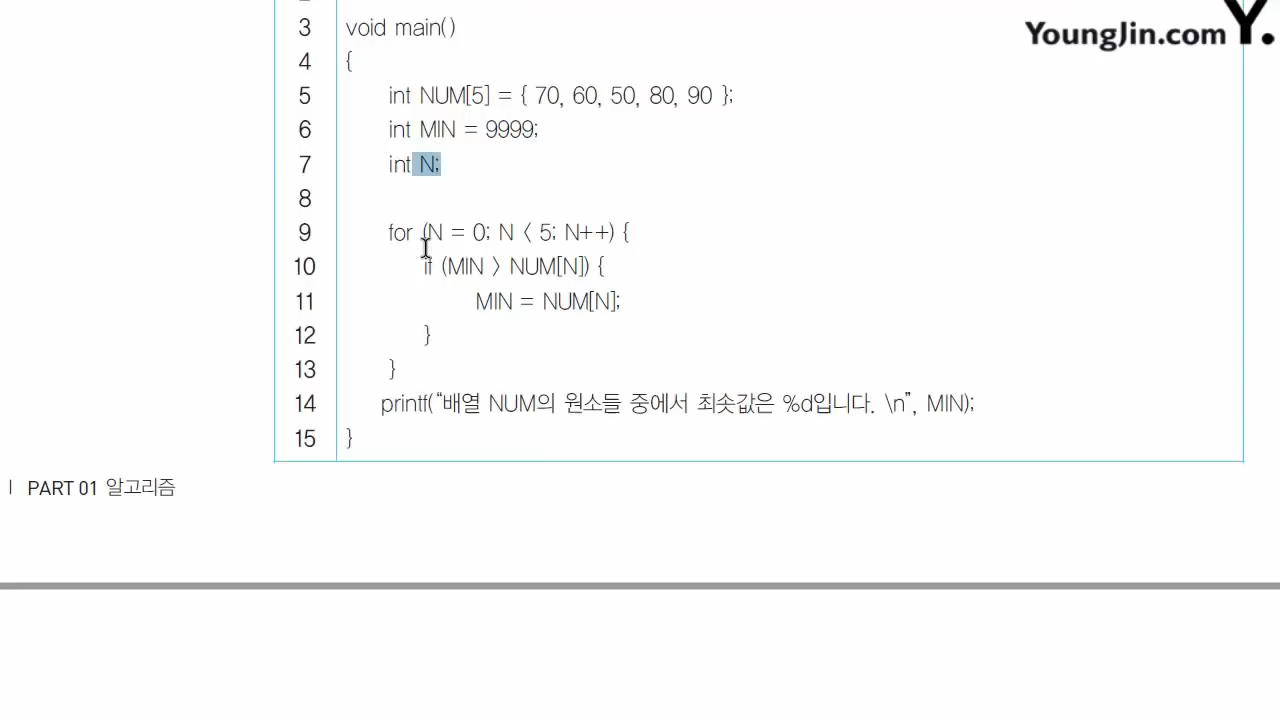 YoungJin.com Y.
3 void main()
4 {
5 int NUM[5] = { 70, 60, 50, 80, 90 };
6 int MIN = 9999;
7 int N;
8
9 for (N = 0; N < 5; N++) {
10 if (MIN > NUM[N]) {
11 MIN = NUM[N];
12 }
13 }
14 printf(“배열 NUM의 원소들 중에서 최솟값은 %d입니다. \n”, MIN);
15 }
| PART 01 알고리즘